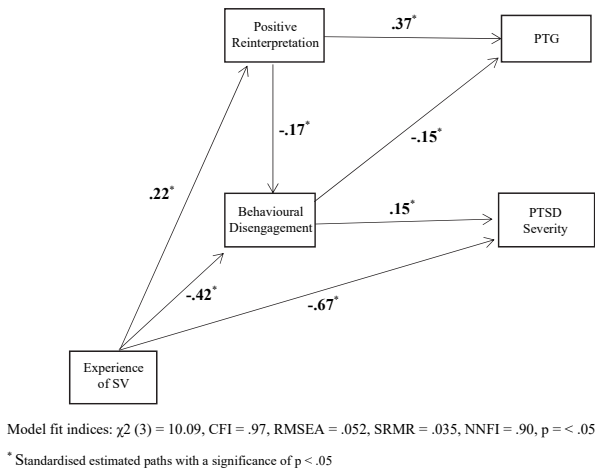 Positive
Reinterpretation
.37*
PTG
-.17*
-.15*
.22*
Behavioural
Disengagement
.15*
PTSD
Severity
-.42*
-.67*
Experience
of SV
Model fit indices: χ2 (3) = 10.09, CFI = .97, RMSEA = .052, SRMR = .035, NNFI = .90, p = < .05
* Standardised estimated paths with a significance of p < .05